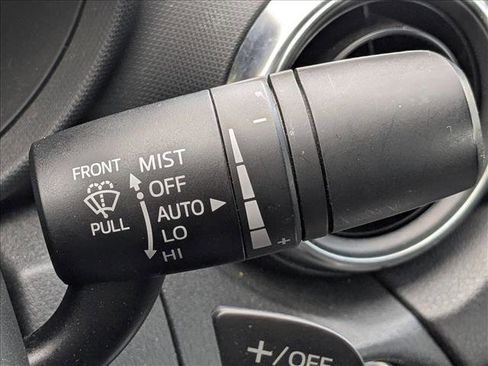 FRONT
PULL
MIST
OFF
AUTO
LO
HI
-
+
+/OFF